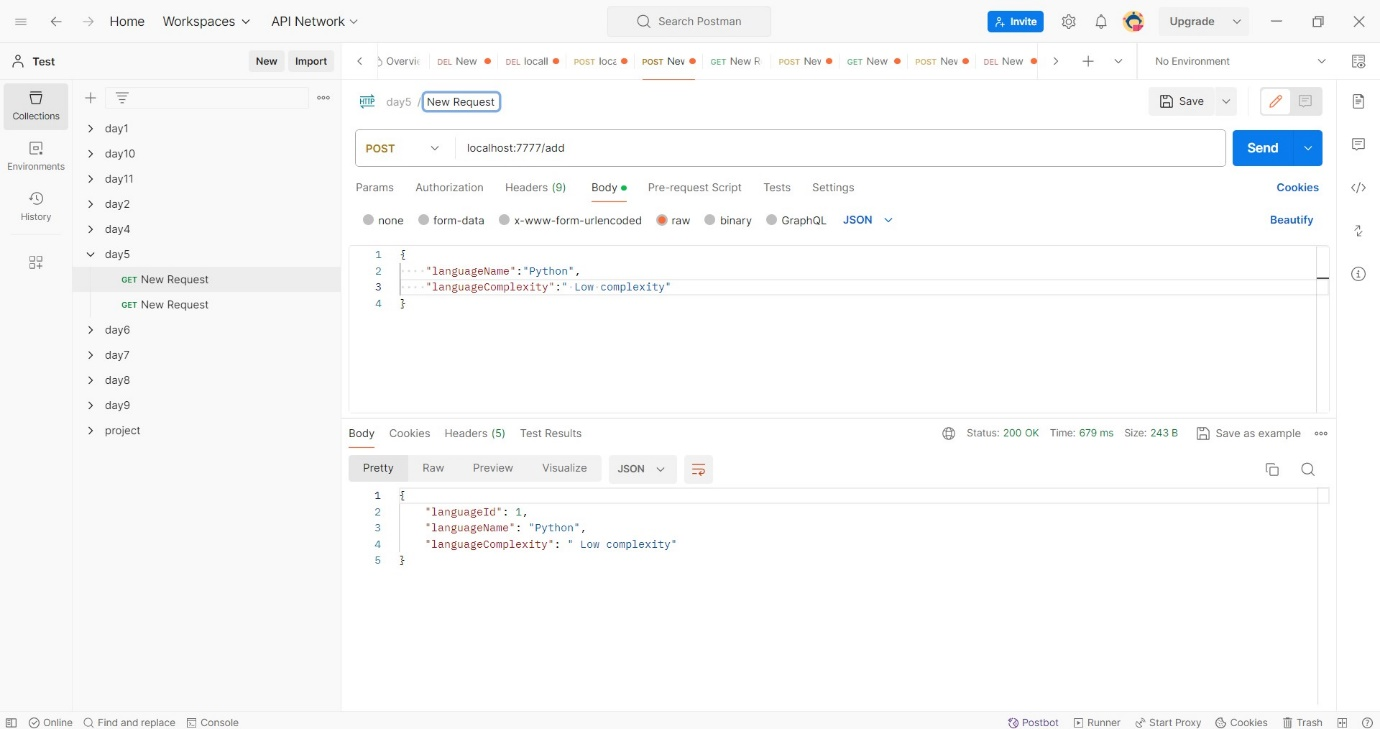 Home Workspaces API Network Search Postman Invite Upgrade
Test New Import Overvi DEL New DEL locall POST loca POST Nev GET New R POST Nev GET New POST Nev DEL New No Environment
Collections
Environments
History
day1
day10
day11
day2
day4
day5
GET New Request
GET New Request
day6
day7
day8
day9
project
HTTP day5 / New Request Save
POST localhost:7777/add Send
Params Authorization Headers (9) Body Pre-request Script Tests Settings Cookies
none form-data x-www-form-urlencoded raw binary GraphQL JSON Beautify
1 {
2 "languageName":"Python",
3 "languageComplexity":" Low complexity"
4 }
Body Cookies Headers (5) Test Results Status: 200 OK Time: 679 ms Size: 243 B Save as example
Pretty Raw Preview Visualize JSON
1 {
2 "languageId": 1,
3 "languageName": "Python",
4 "languageComplexity": " Low complexity"
5 }
Online Find and replace Console Postbot Runner Start Proxy Cookies Trash